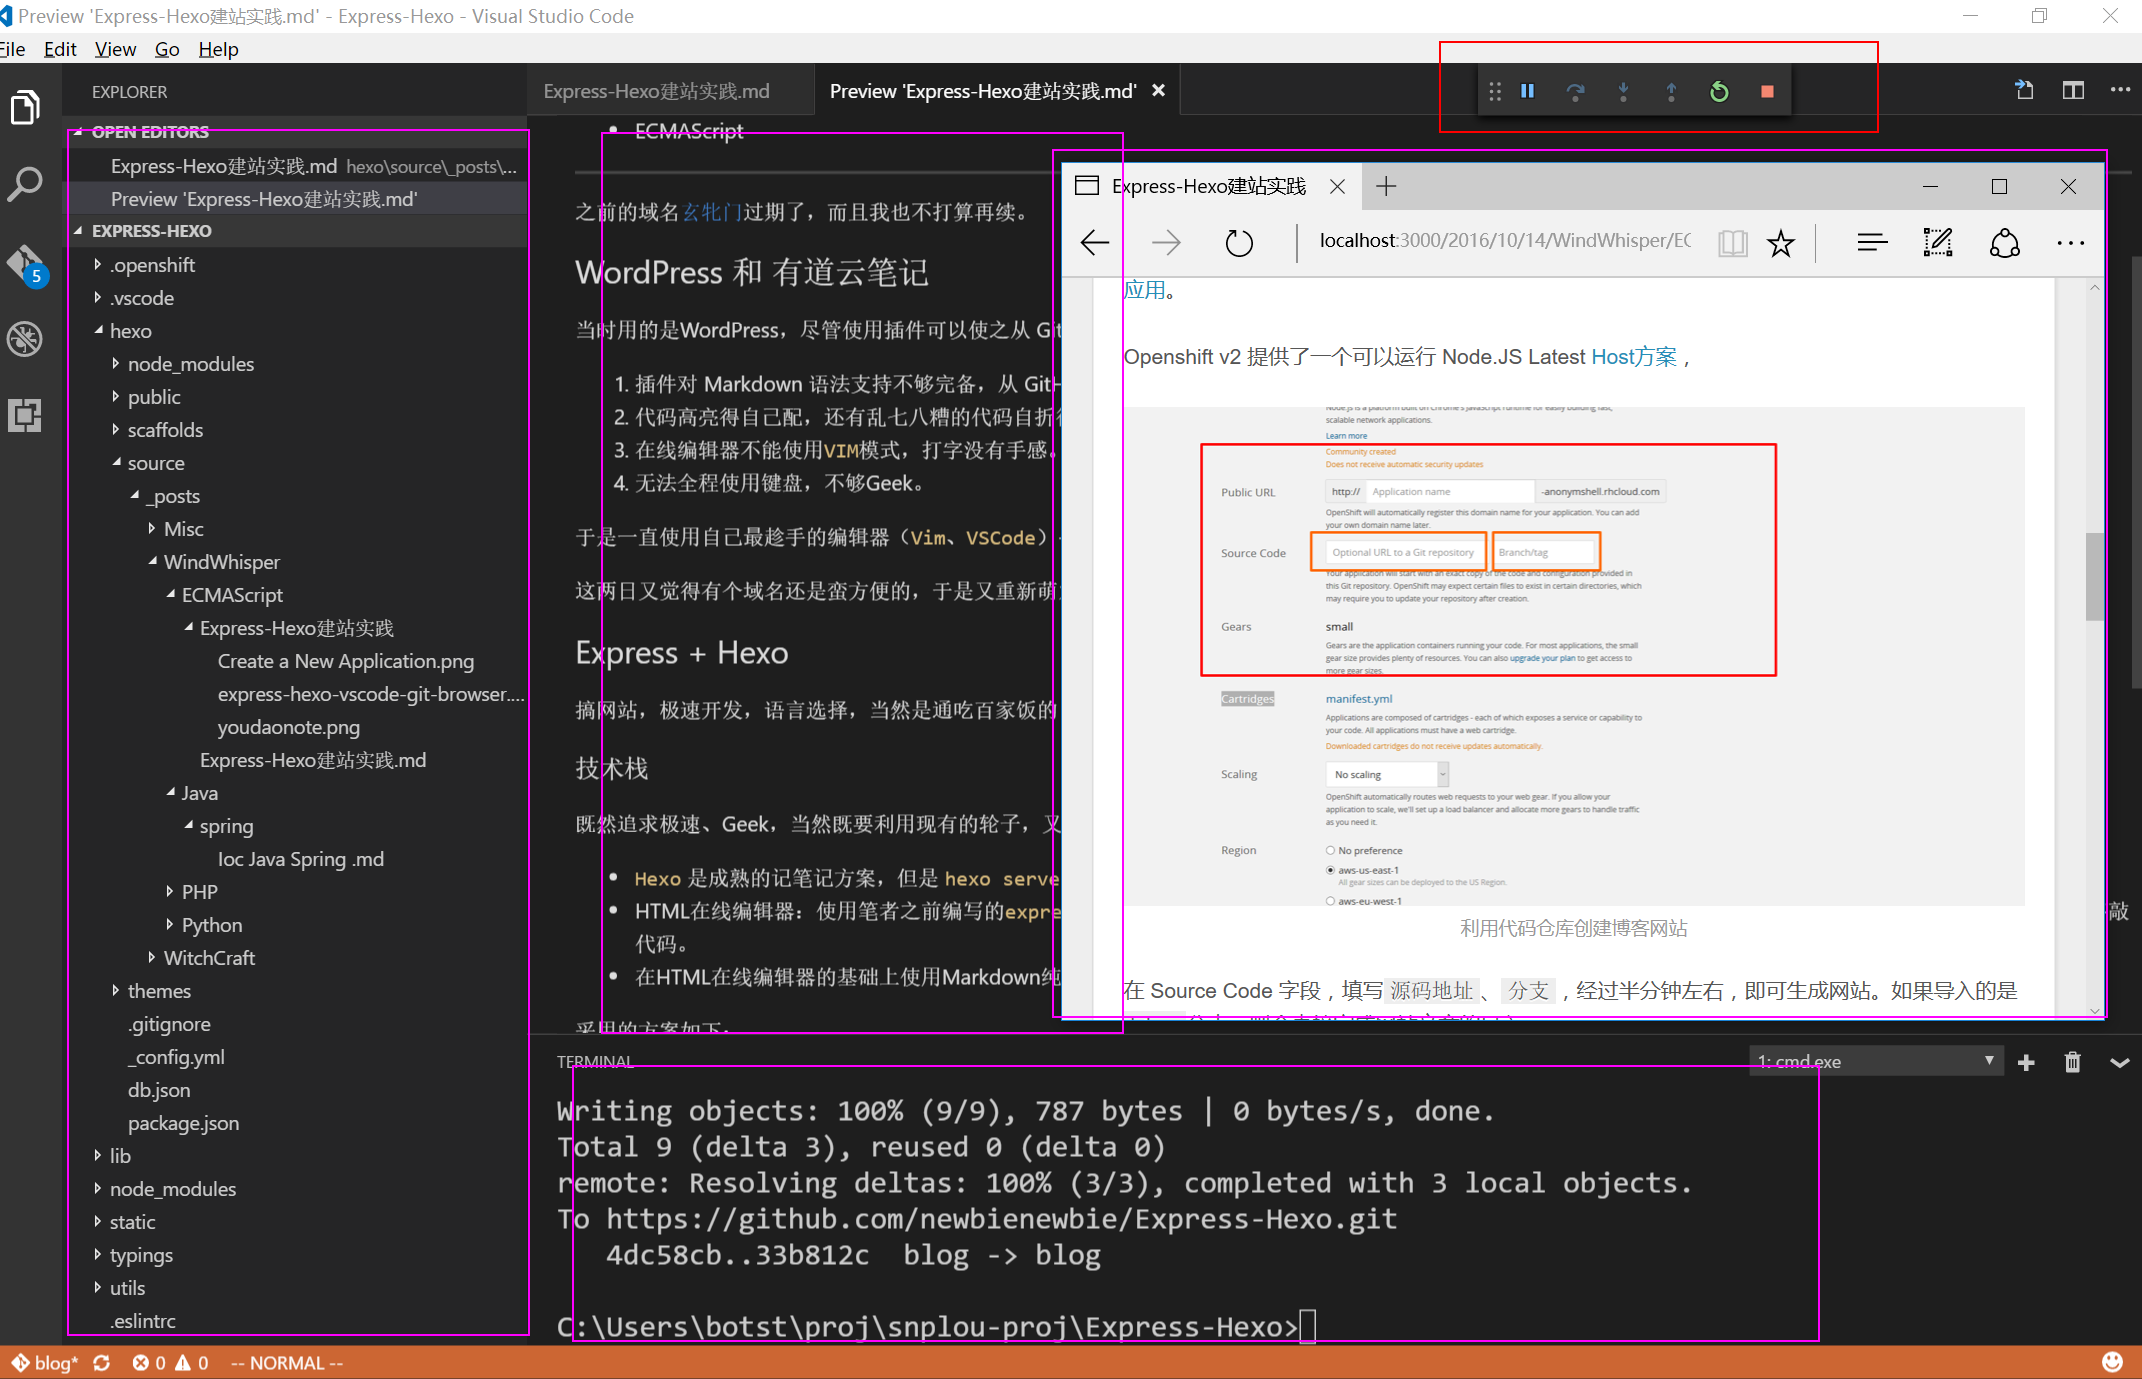 Preview 'Express-Hexo建站实践.md' - Express-Hexo - Visual Studio Code
File Edit View Go Help
EXPLORER
OPEN EDITORS
Express-Hexo建站实践.md hexo\source\_posts\...
Preview 'Express-Hexo建站实践.md'
EXPRESS-HEXO
.openshift
.vscode
hexo
node_modules
public
scaffolds
source
_posts
Misc
WindWhisper
ECMAScript
Express-Hexo建站实践
Create a New Application.png
express-hexo-vscode-git-browser....
youdaonote.png
Express-Hexo建站实践.md
Java
spring
Ioc Java Spring .md
PHP
Python
WitchCraft
themes
.gitignore
_config.yml
db.json
package.json
lib
node_modules
static
typings
utils
.eslintrc
5
Express-Hexo建站实践.md
Preview 'Express-Hexo建站实践.md'
ECMAScript
之前的域名玄牝门过期了，而且我也不打算再续。
WordPress 和 有道云笔记
当时用的是WordPress，尽管使用插件可以使之从 Git
1. 插件对 Markdown 语法支持不够完备，从 GitH
2. 代码高亮得自己配，还有乱七八糟的代码自折
3. 在线编辑器不能使用VIM模式，打字没有手感。
4. 无法全程使用键盘，不够Geek。
于是一直使用自己最趁手的编辑器（Vim、VSCode）
这两日又觉得有个域名还是蛮方便的，于是又重新萌
Express + Hexo
搞网站，极速开发，语言选择，当然是通吃百家饭的
技术栈
既然追求极速、Geek，当然既要利用现有的轮子，又
Hexo 是成熟的记笔记方案，但是 hexo serve
HTML在线编辑器：使用笔者之前编写的expre
代码。
在HTML在线编辑器的基础上使用Markdown纯
采用的方案如下：
敲
Express-Hexo建站实践
localhost:3000/2016/10/14/WindWhisper/EC
应用。
Openshift v2 提供了一个可以运行 Node.JS Latest Host方案，
Node.js is a platform built on Chrome's JavaScript runtime for easily building fast,
scalable network applications.
Learn more
Community created
Does not receive automatic security updates
Public URL http:// Application name -anonymshell.rhcloud.com
OpenShift will automatically register this domain name for your application. You can add
your own domain name later.
Source Code Optional URL to a Git repository Branch/tag
Your application will start with an exact copy of the code and configuration provided in
this Git repository. OpenShift may expect certain files to exist in certain directories, which
may require you to update your repository after creation.
Gears small
Gears are the application containers running your code. For most applications, the small
gear size provides plenty of resources. You can also upgrade your plan to get access to
more gear sizes.
Cartridges manifest.yml
Applications are composed of cartridges - each of which exposes a service or capability to
your code. All applications must have a web cartridge.
Downloaded cartridges do not receive updates automatically.
Scaling No scaling
OpenShift automatically routes web requests to your web gear. If you allow your
application to scale, we'll set up a load balancer and allocate more gears to handle traffic
as you need it.
Region No preference
aws-us-east-1
All gear sizes can be deployed to the US Region.
aws-eu-west-1
利用代码仓库创建博客网站
在 Source Code 字段，填写 源码地址 、 分支 ，经过半分钟左右，即可生成网站。如果导入的是
TERMINAL
1: cmd.exe
Writing objects: 100% (9/9), 787 bytes | 0 bytes/s, done.
Total 9 (delta 3), reused 0 (delta 0)
remote: Resolving deltas: 100% (3/3), completed with 3 local objects.
To https://github.com/newbienewbie/Express-Hexo.git
4dc58cb..33b812c blog -> blog
C:\Users\botst\proj\snplou-proj\Express-Hexo>
blog* 0 0 -- NORMAL --